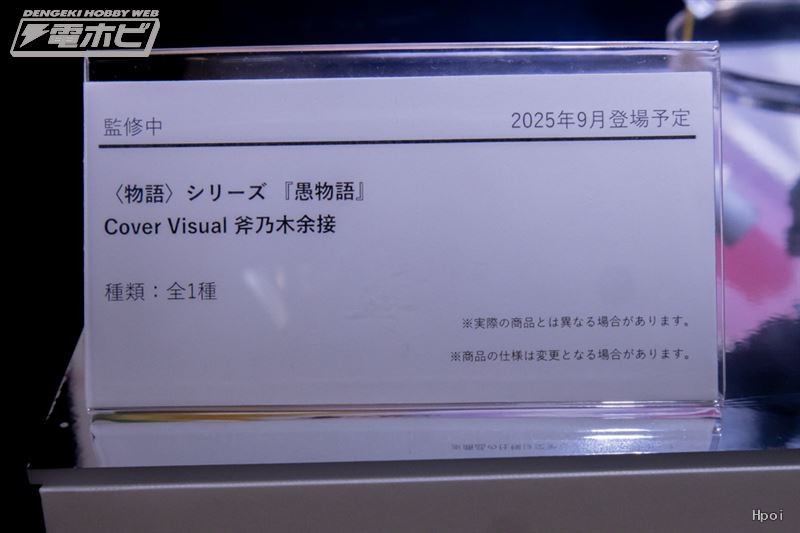 DENGEKI HOBBY WEB
電ホビ
監修中
2025年9月登場予定
〈物語〉シリーズ 『愚物語』
Cover Visual 斧乃木余接
種類：全1種
※実際の商品とは異なる場合があります。
※商品の仕様は変更となる場合があります。
Hpoi